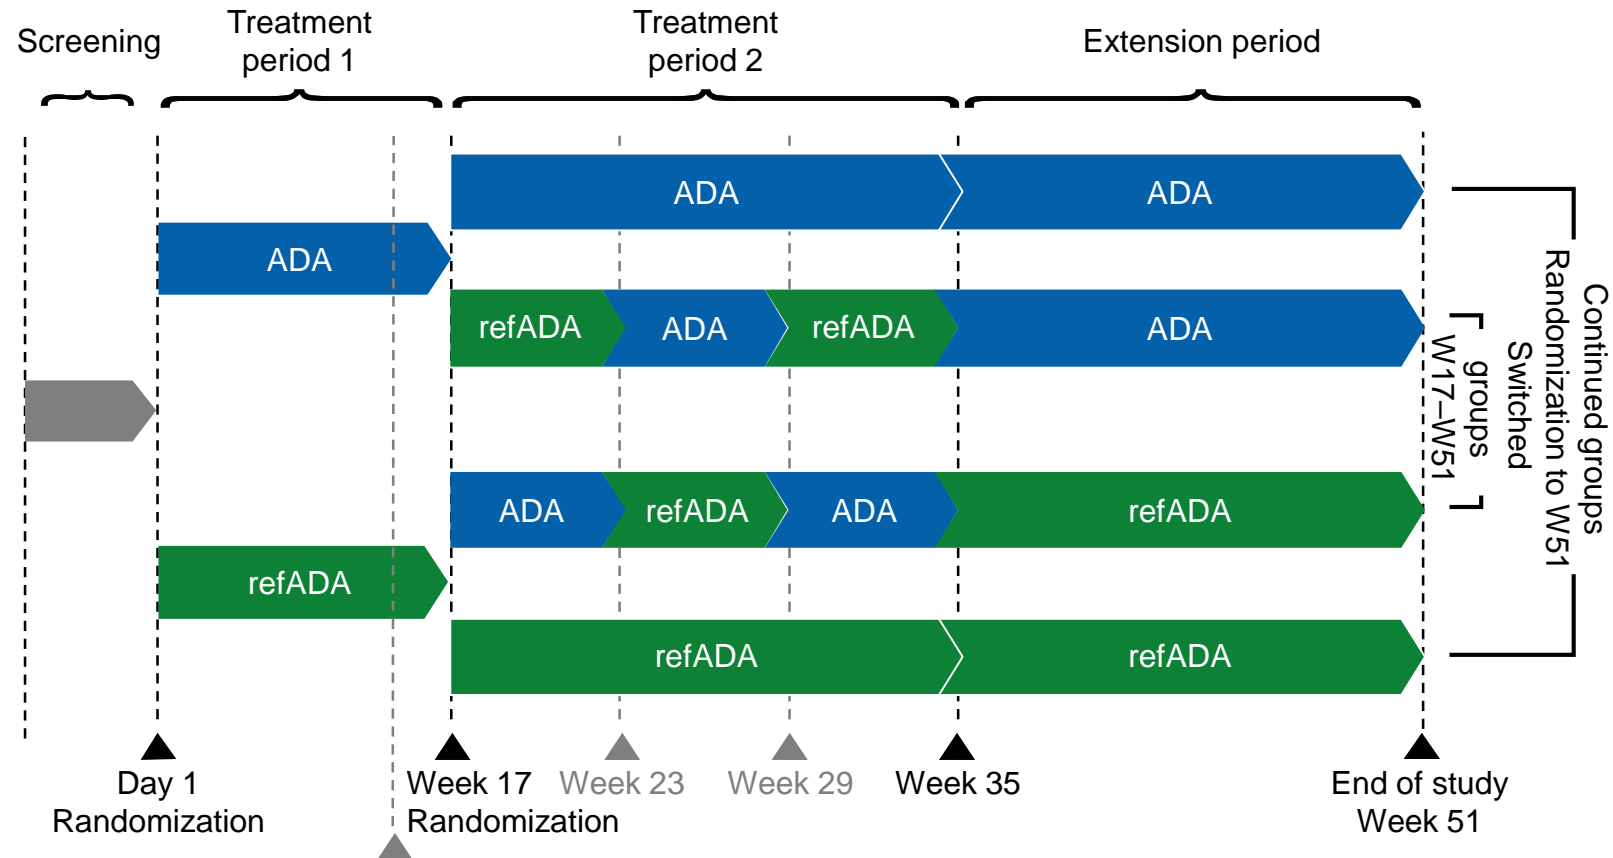 Screening
Treatment
period 1
Treatment
period 2
Extension period
ADA
ADA
ADA
refADA
ADA
refADA
ADA
ADA
refADA
ADA
refADA
refADA
refADA
refADA
Switched
groups
W17–W51
Continued groups
Randomization to W51
Day 1
Randomization
Week 17
Randomization
Week 23
Week 29
Week 35
End of study
Week 51